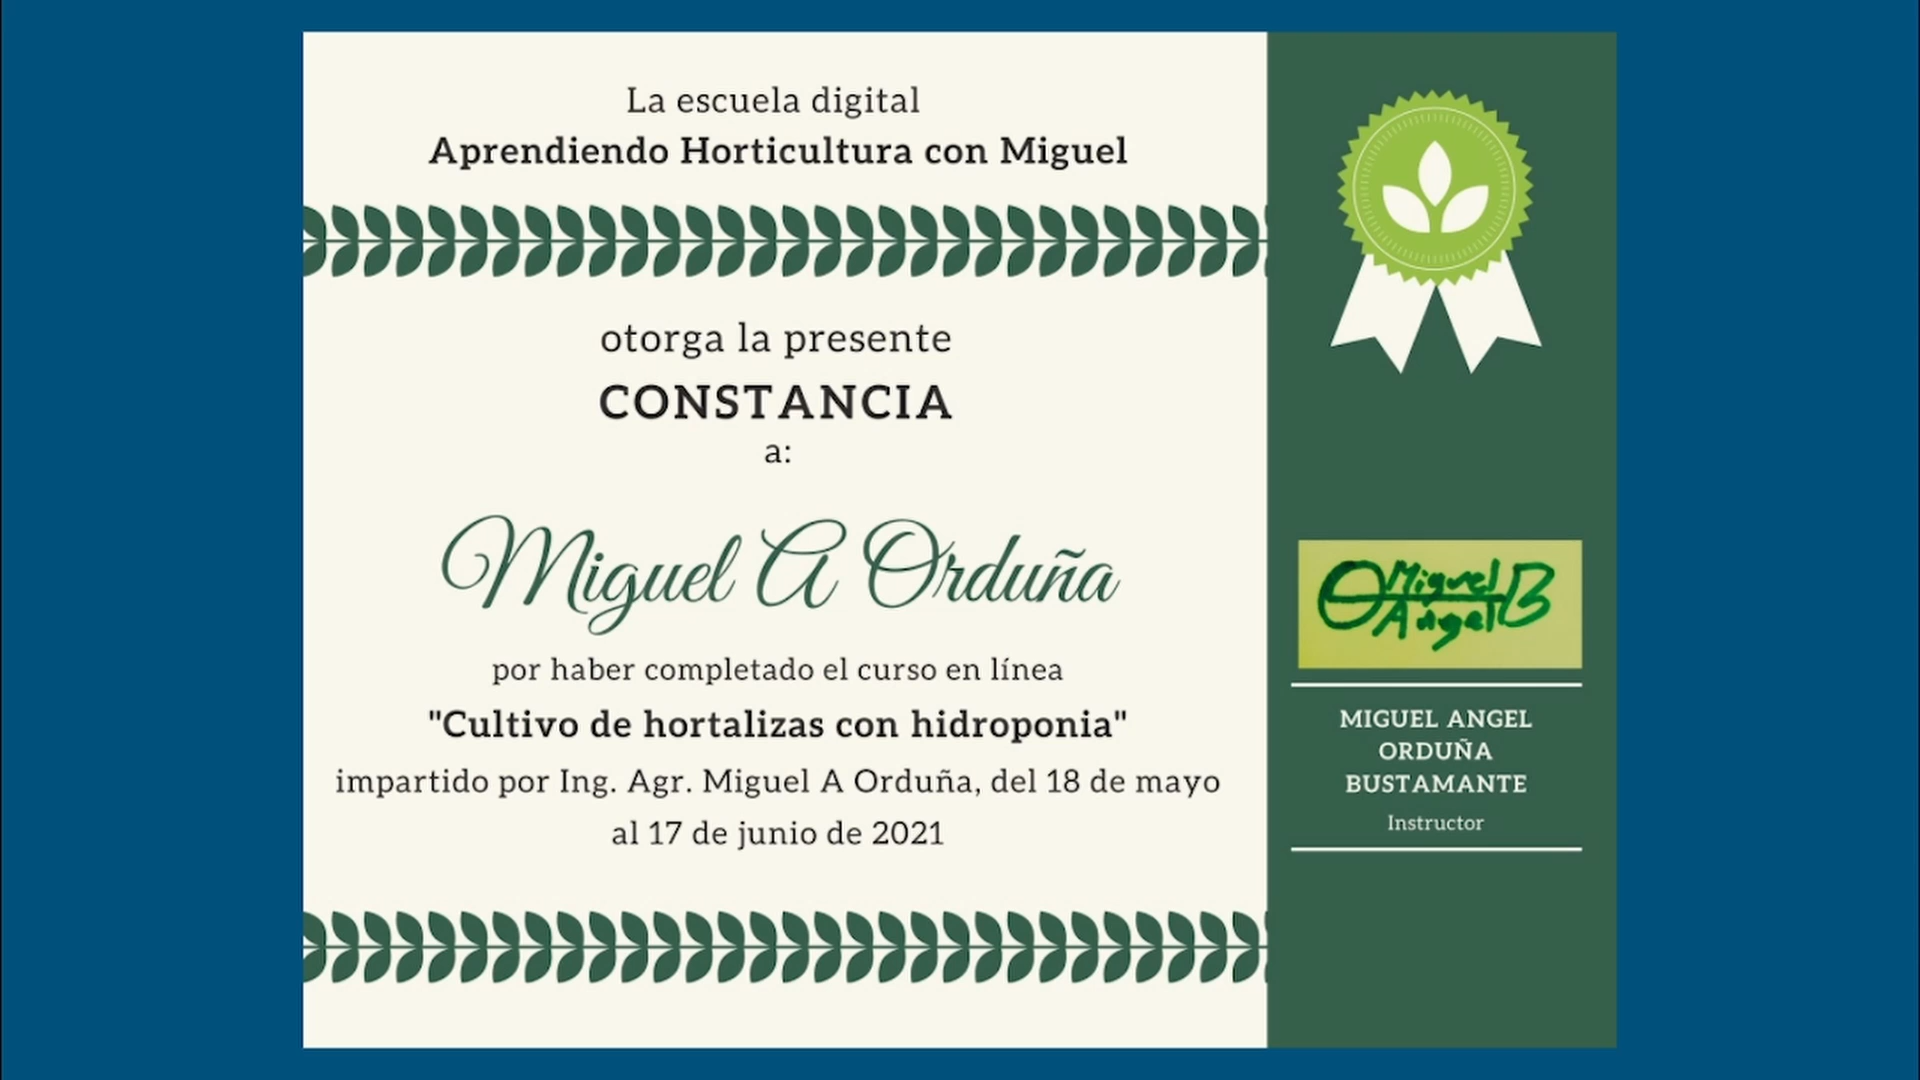 La escuela digital
Aprendiendo Horticultura con Miguel
otorga la presente
CONSTANCIA
a:
Miguel A Orduña
por haber completado el curso en línea
"Cultivo de hortalizas con hidroponia"
impartido por Ing. Agr. Miguel A Orduña, del 18 de mayo
al 17 de junio de 2021
O Miguel B
Angel
MIGUEL ANGEL
ORDUÑA
BUSTAMANTE
Instructor